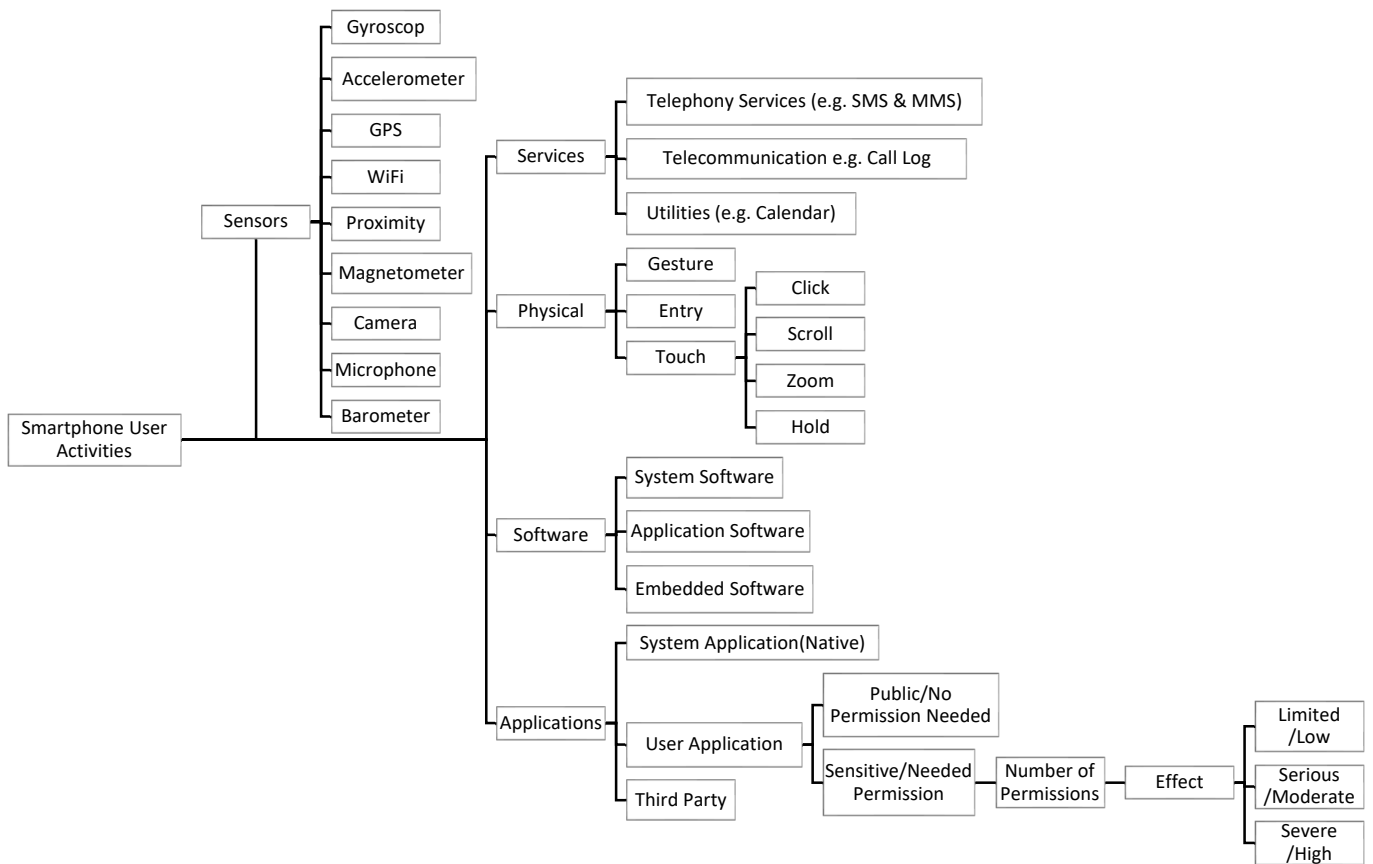 Gyroscop
Accelerometer
GPS
WiFi
Sensors
Proximity
Magnetometer
Camera
Microphone
Barometer
Smartphone User
Activities
Services
Telephony Services (e.g. SMS & MMS)
Telecommunication e.g. Call Log
Utilities (e.g. Calendar)
Physical
Gesture
Entry
Touch
Click
Scroll
Zoom
Hold
Software
System Software
Application Software
Embedded Software
Applications
System Application(Native)
User Application
Third Party
Public/No
Permission Needed
Sensitive/Needed
Permission
Number of
Permissions
Effect
Limited
/Low
Serious
/Moderate
Severe
/High